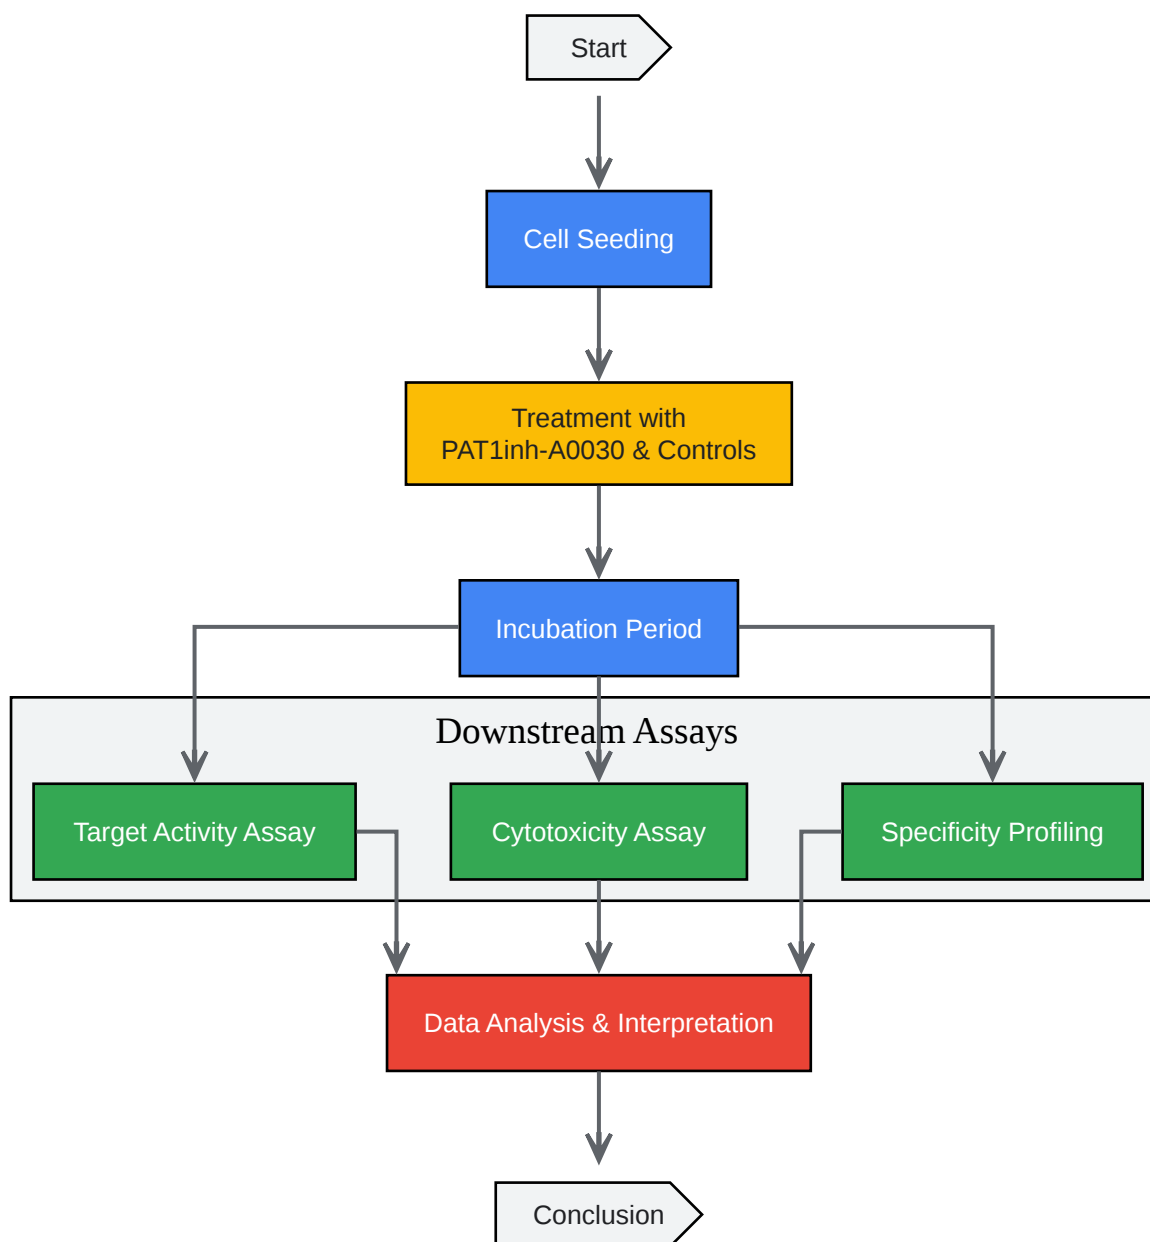 Start
Cell Seeding
Treatment with
PAT1inh-A0030 & Controls
Incubation Period
Downstream Assays
Target Activity Assay
Cytotoxicity Assay
Specificity Profiling
Data Analysis & Interpretation
Conclusion